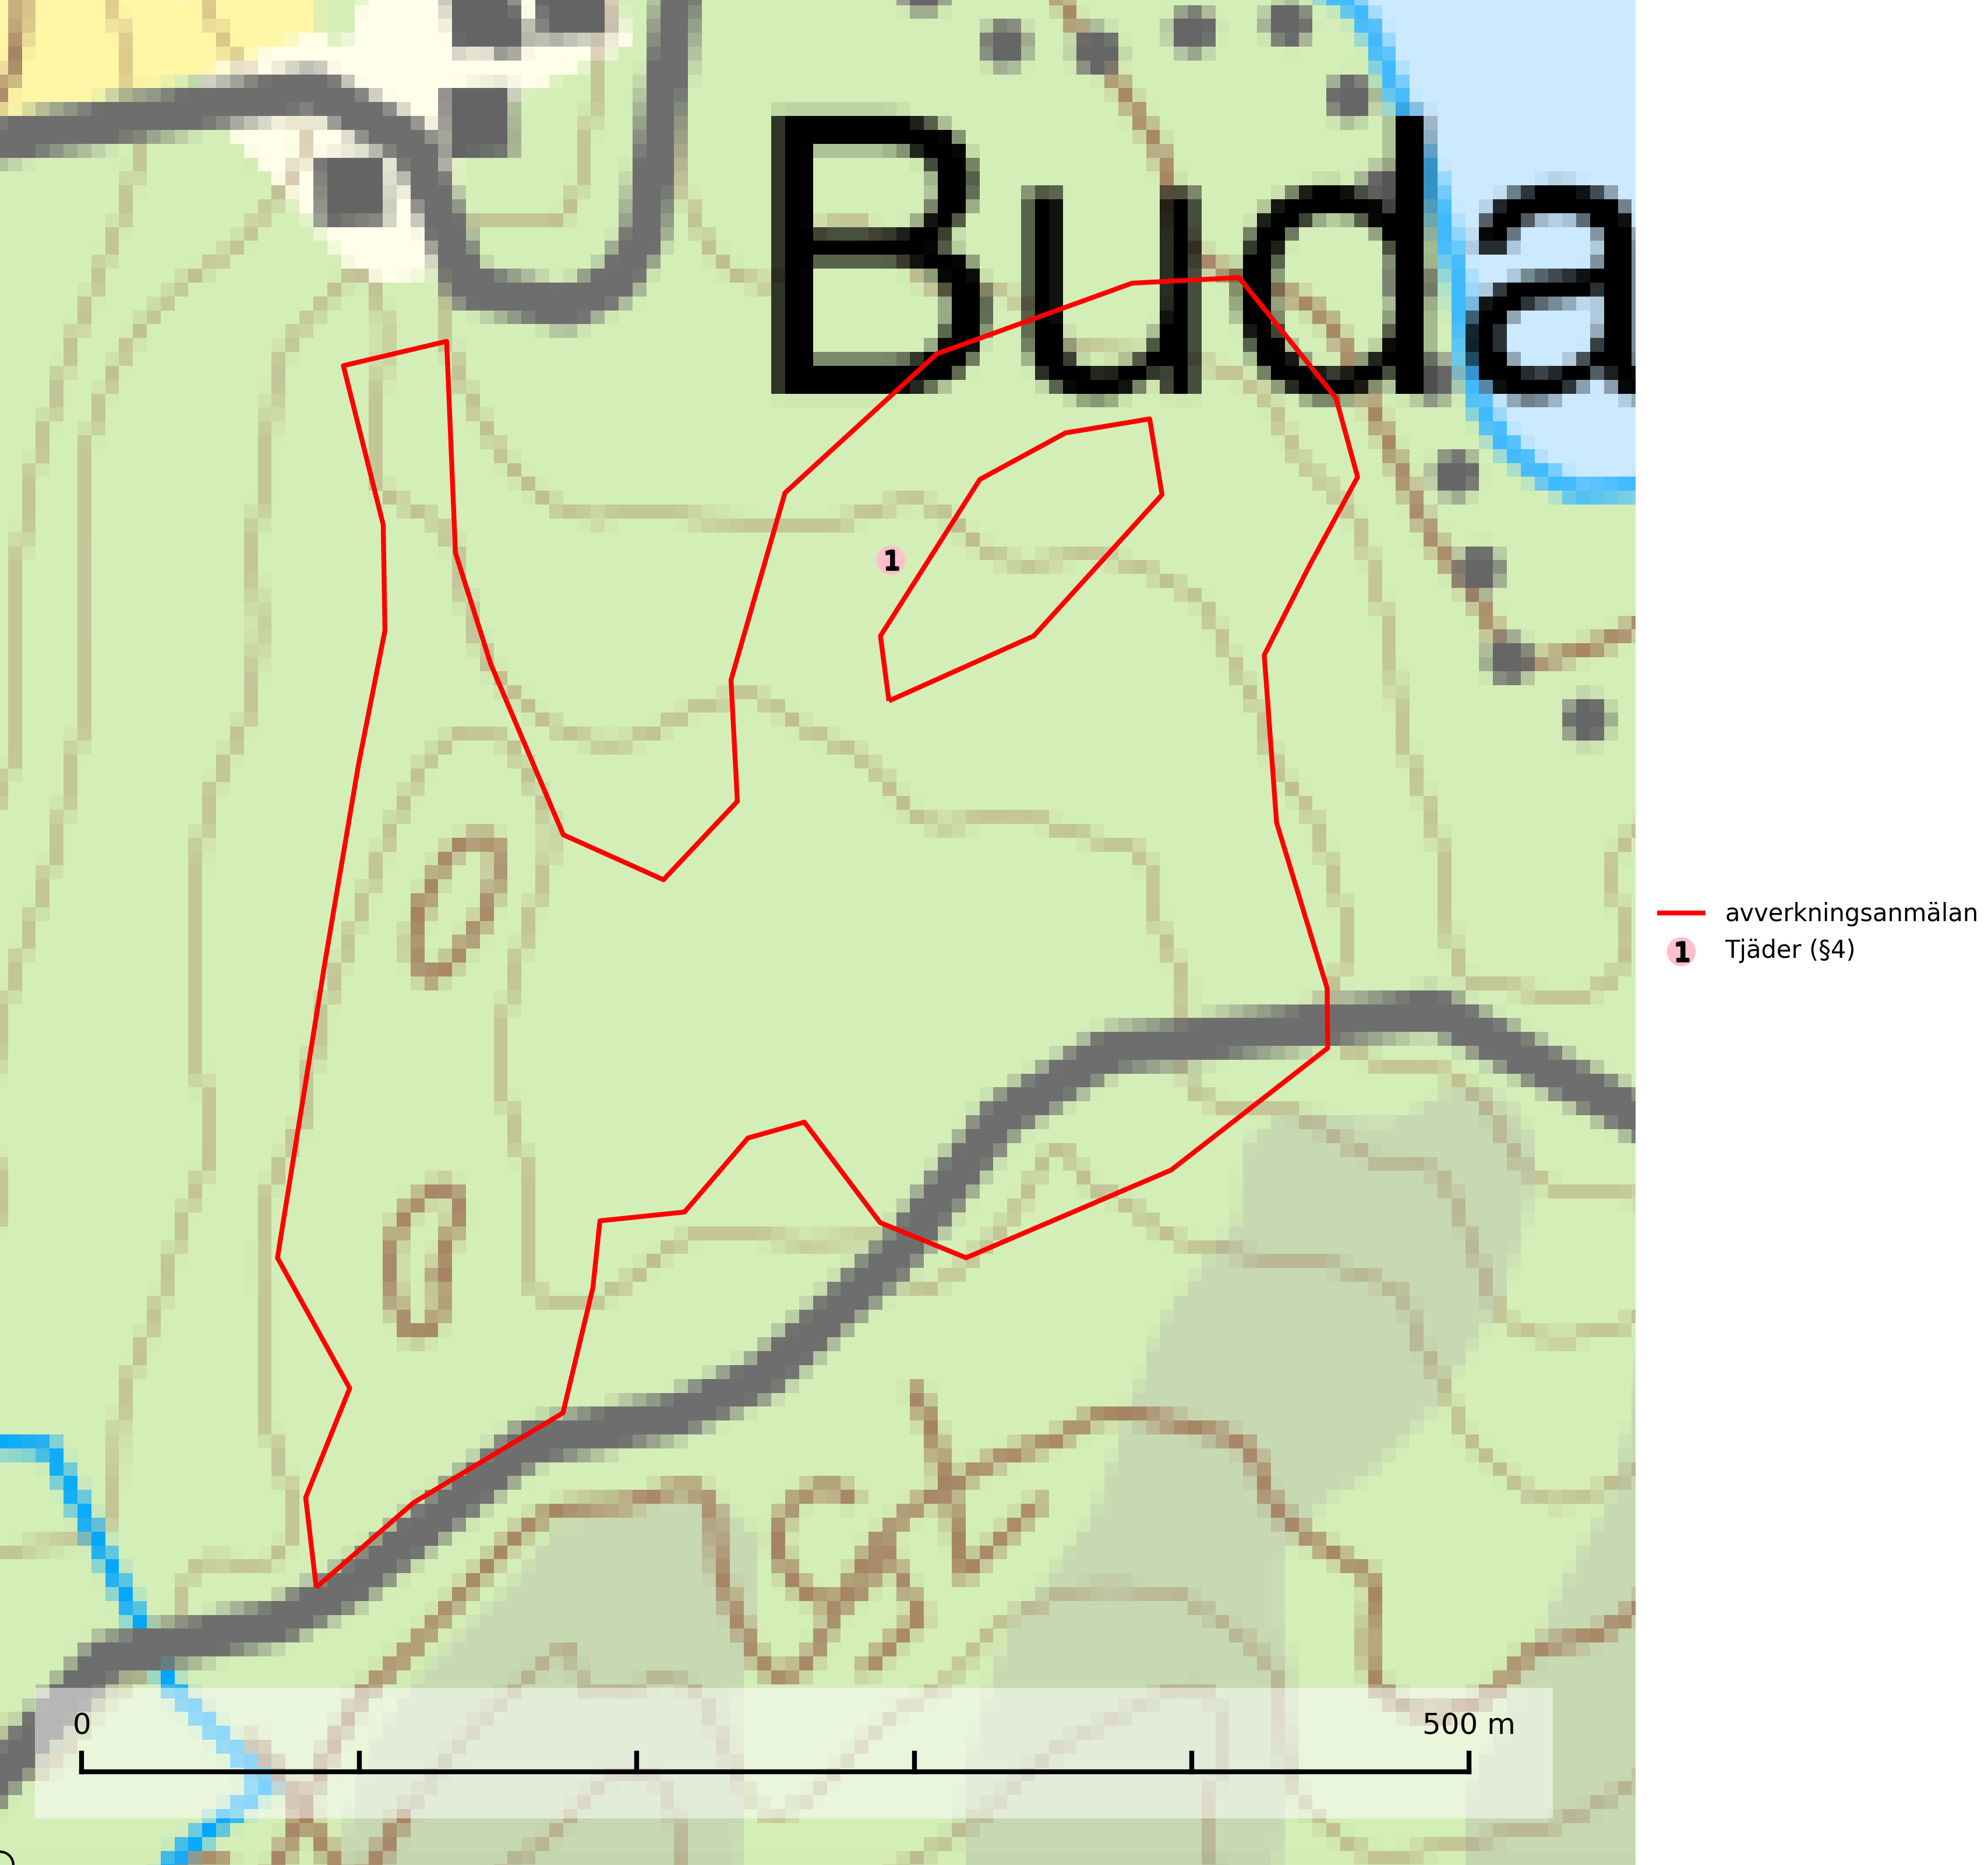 Buda
1
avverkningsanmälan
1 Tjäder (§4)
0 500 m